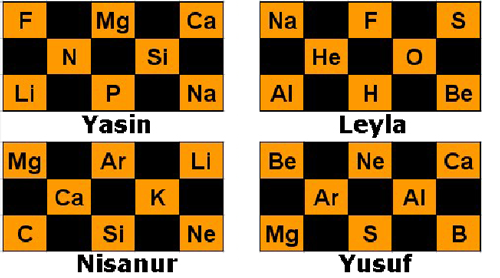 F Mg Ca
N Si
Li P Na
Yasin
Na F S
He O
Al H Be
Leyla
Mg Ar Li
Ca K
C Si Ne
Nisanur
Be Ne Ca
Ar Al
Mg S B
Yusuf